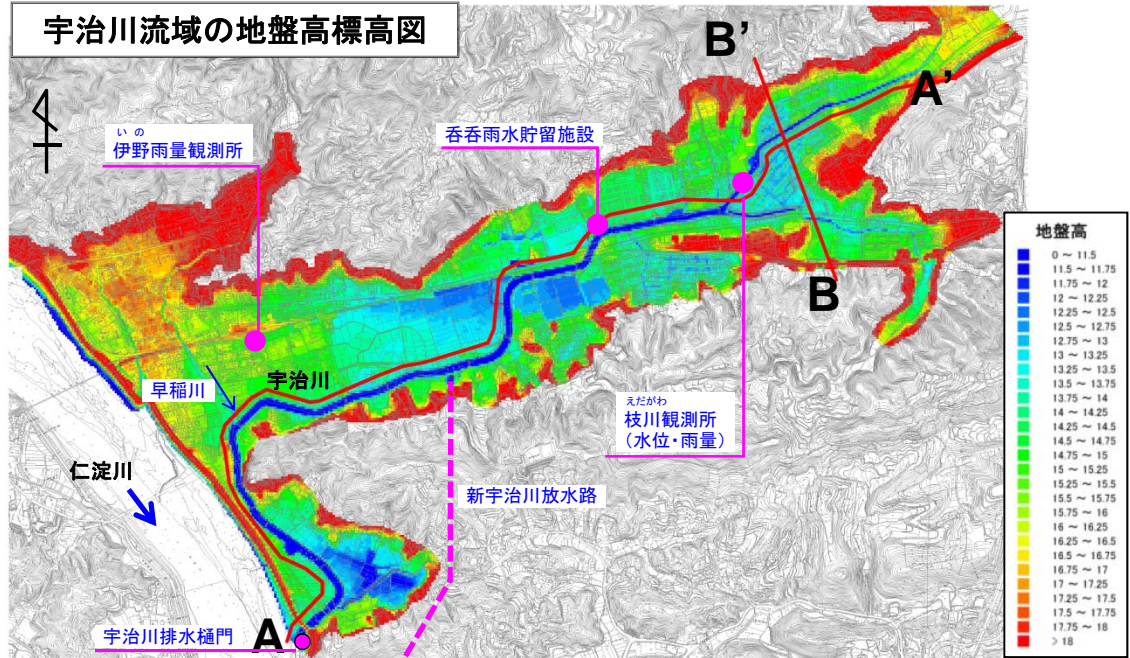 宇治川流域の地盤高標高図
B’
A’
いの
伊野雨量観測所
呑呑雨水貯留施設
地盤高
0 ～ 11.5
11.5 ～ 11.75
11.75 ～ 12
12 ～ 12.25
12.25 ～ 12.5
12.5 ～ 12.75
12.75 ～ 13
13 ～ 13.25
13.25 ～ 13.5
13.5 ～ 13.75
13.75 ～ 14
14 ～ 14.25
14.25 ～ 14.5
14.5 ～ 14.75
14.75 ～ 15
15 ～ 15.25
15.25 ～ 15.5
15.5 ～ 15.75
15.75 ～ 16
16 ～ 16.25
16.25 ～ 16.5
16.5 ～ 16.75
16.75 ～ 17
17 ～ 17.25
17.25 ～ 17.5
17.5 ～ 17.75
17.75 ～ 18
> 18
B
早稲川
宇治川
えだがわ
枝川観測所
（水位・雨量）
仁淀川
新宇治川放水路
宇治川排水樋門
A